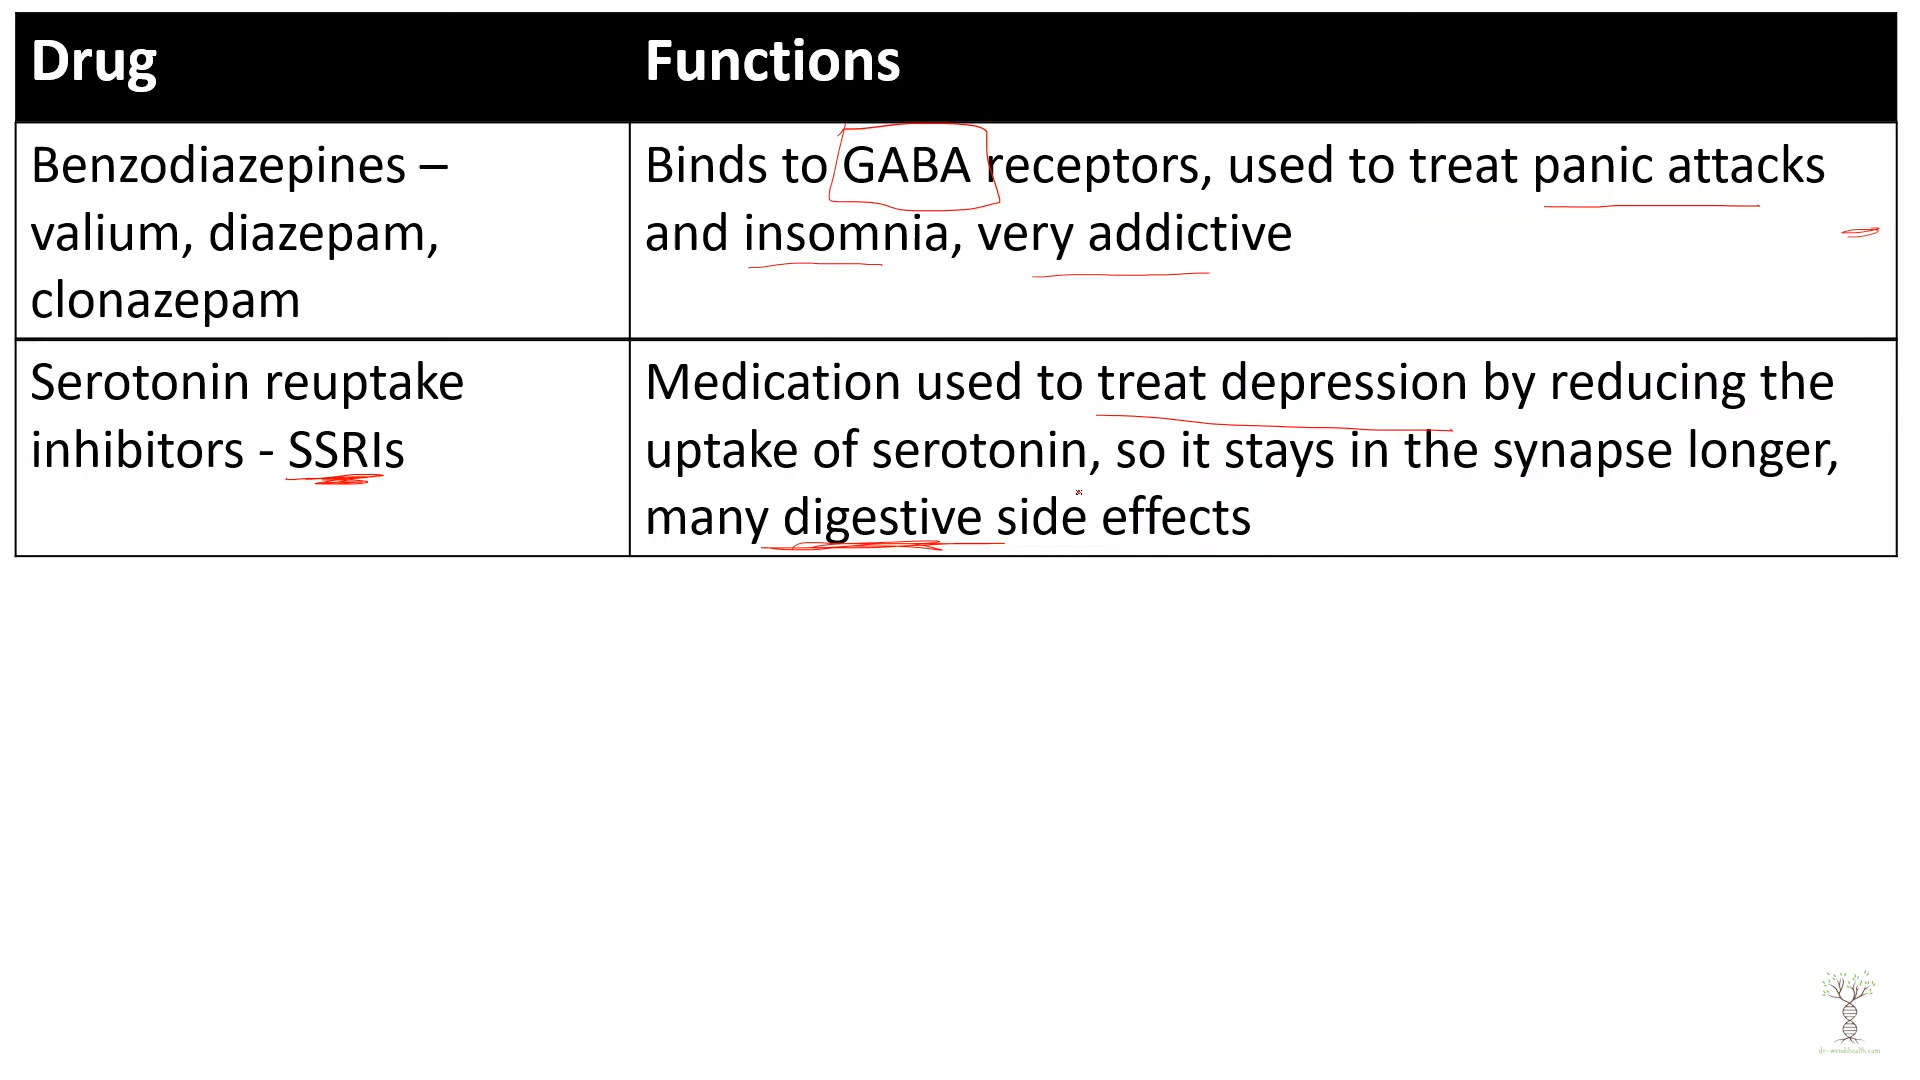 Drug
Functions
Benzodiazepines –
valium, diazepam,
clonazepam
Binds to GABA receptors, used to treat panic attacks
and insomnia, very addictive
Serotonin reuptake
inhibitors - SSRIs
Medication used to treat depression by reducing the
uptake of serotonin, so it stays in the synapse longer,
many digestive side effects